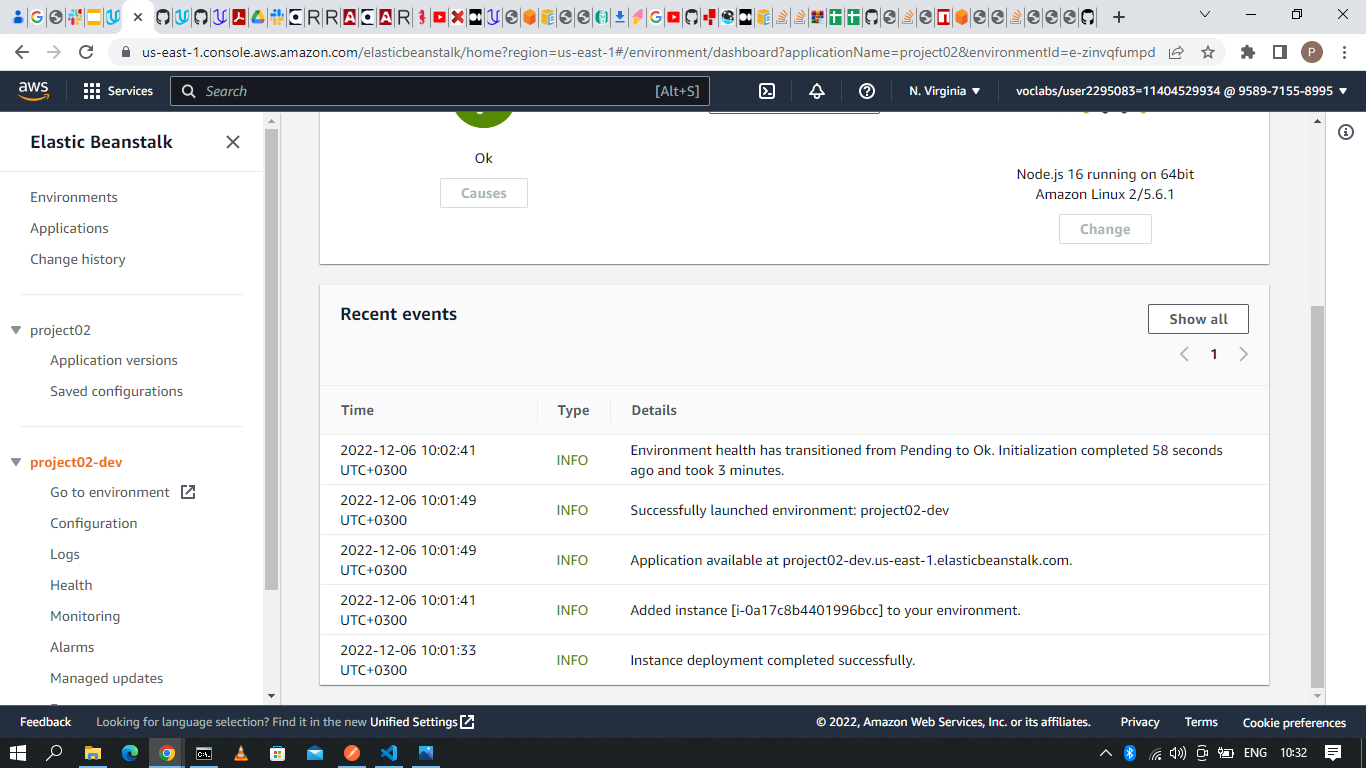 us-east-1.console.aws.amazon.com/elasticbeanstalk/home?region=us-east-1#/environment/dashboard?applicationName=project02&environmentId=e-zinvqfumpd
P
aws
Services
Search
[Alt+S]
N. Virginia
voclabs/user2295083=11404529934 @ 9589-7155-8995
Elastic Beanstalk
Environments
Applications
Change history
project02
Application versions
Saved configurations
project02-dev
Go to environment
Configuration
Logs
Health
Monitoring
Alarms
Managed updates
Ok
Causes
Node.js 16 running on 64bit
Amazon Linux 2/5.6.1
Change
Recent events
Show all
1
Time
Type
Details
2022-12-06 10:02:41
UTC+0300
INFO
Environment health has transitioned from Pending to Ok. Initialization completed 58 seconds
ago and took 3 minutes.
2022-12-06 10:01:49
UTC+0300
INFO
Successfully launched environment: project02-dev
2022-12-06 10:01:49
UTC+0300
INFO
Application available at project02-dev.us-east-1.elasticbeanstalk.com.
2022-12-06 10:01:41
UTC+0300
INFO
Added instance [i-0a17c8b4401996bcc] to your environment.
2022-12-06 10:01:33
UTC+0300
INFO
Instance deployment completed successfully.
Feedback
Looking for language selection? Find it in the new Unified Settings
© 2022, Amazon Web Services, Inc. or its affiliates.
Privacy
Terms
Cookie preferences
ENG
10:32